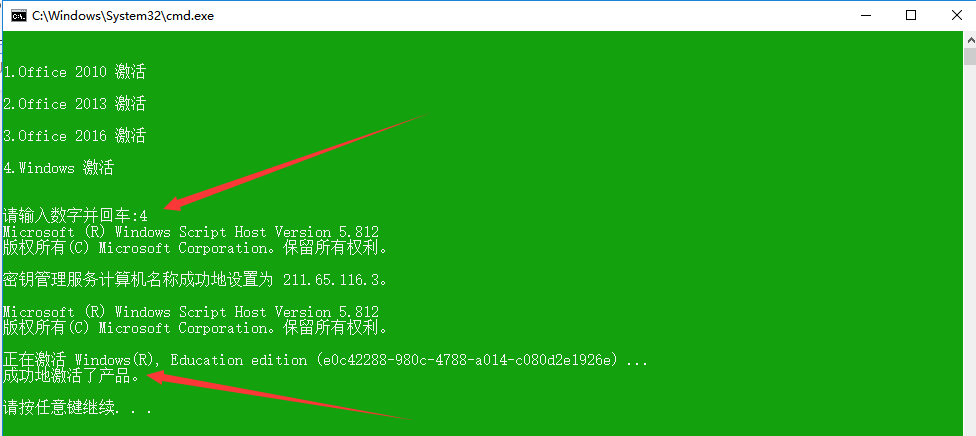 C:\Windows\System32\cmd.exe
1.Office 2010 激活
2.Office 2013 激活
3.Office 2016 激活
4.Windows 激活
请输入数字并回车:4
Microsoft (R) Windows Script Host Version 5.812
版权所有(C) Microsoft Corporation。保留所有权利。
密钥管理服务计算机名称成功地设置为 211.65.116.3。
Microsoft (R) Windows Script Host Version 5.812
版权所有(C) Microsoft Corporation。保留所有权利。
正在激活 Windows(R), Education edition (e0c42288-980c-4788-a014-c080d2e1926e) ...
成功地激活了产品。
请按任意键继续. . .